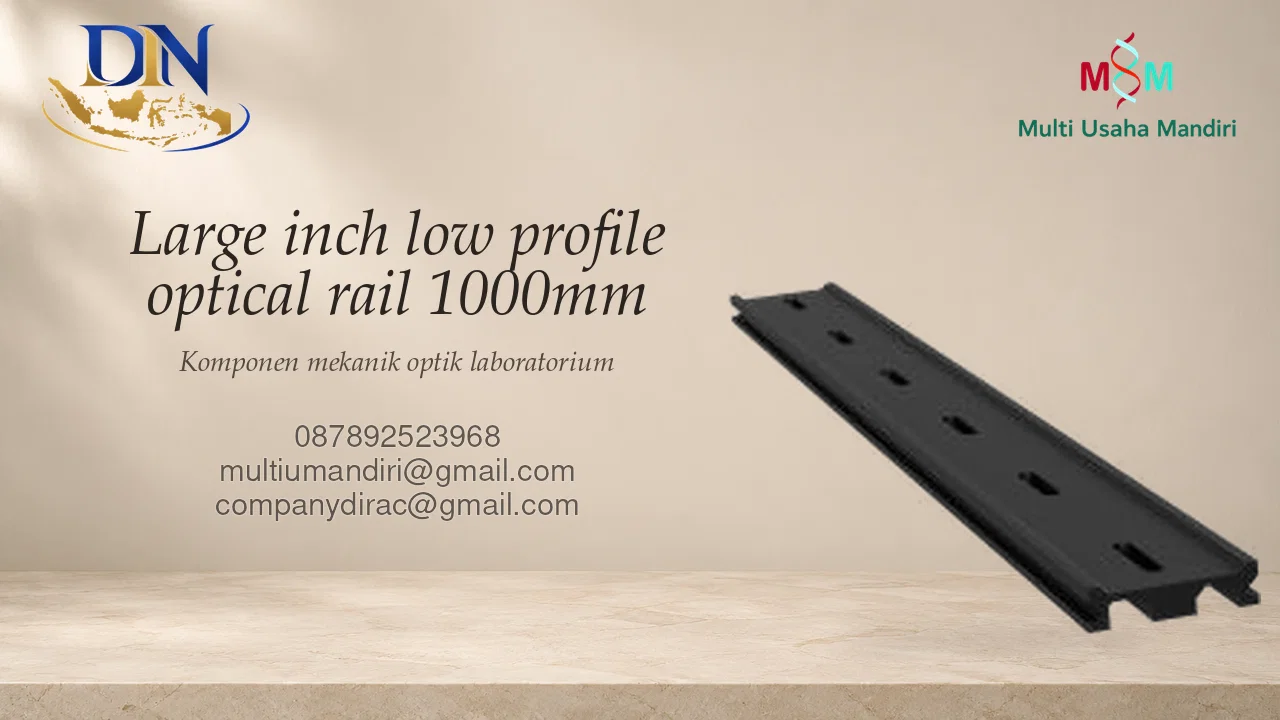 DIN
M M
Multi Usaha Mandiri
Large inch low profile
optical rail 1000mm
Komponen mekanik optik laboratorium
087892523968
multiumandiri@gmail.com
companydirac@gmail.com